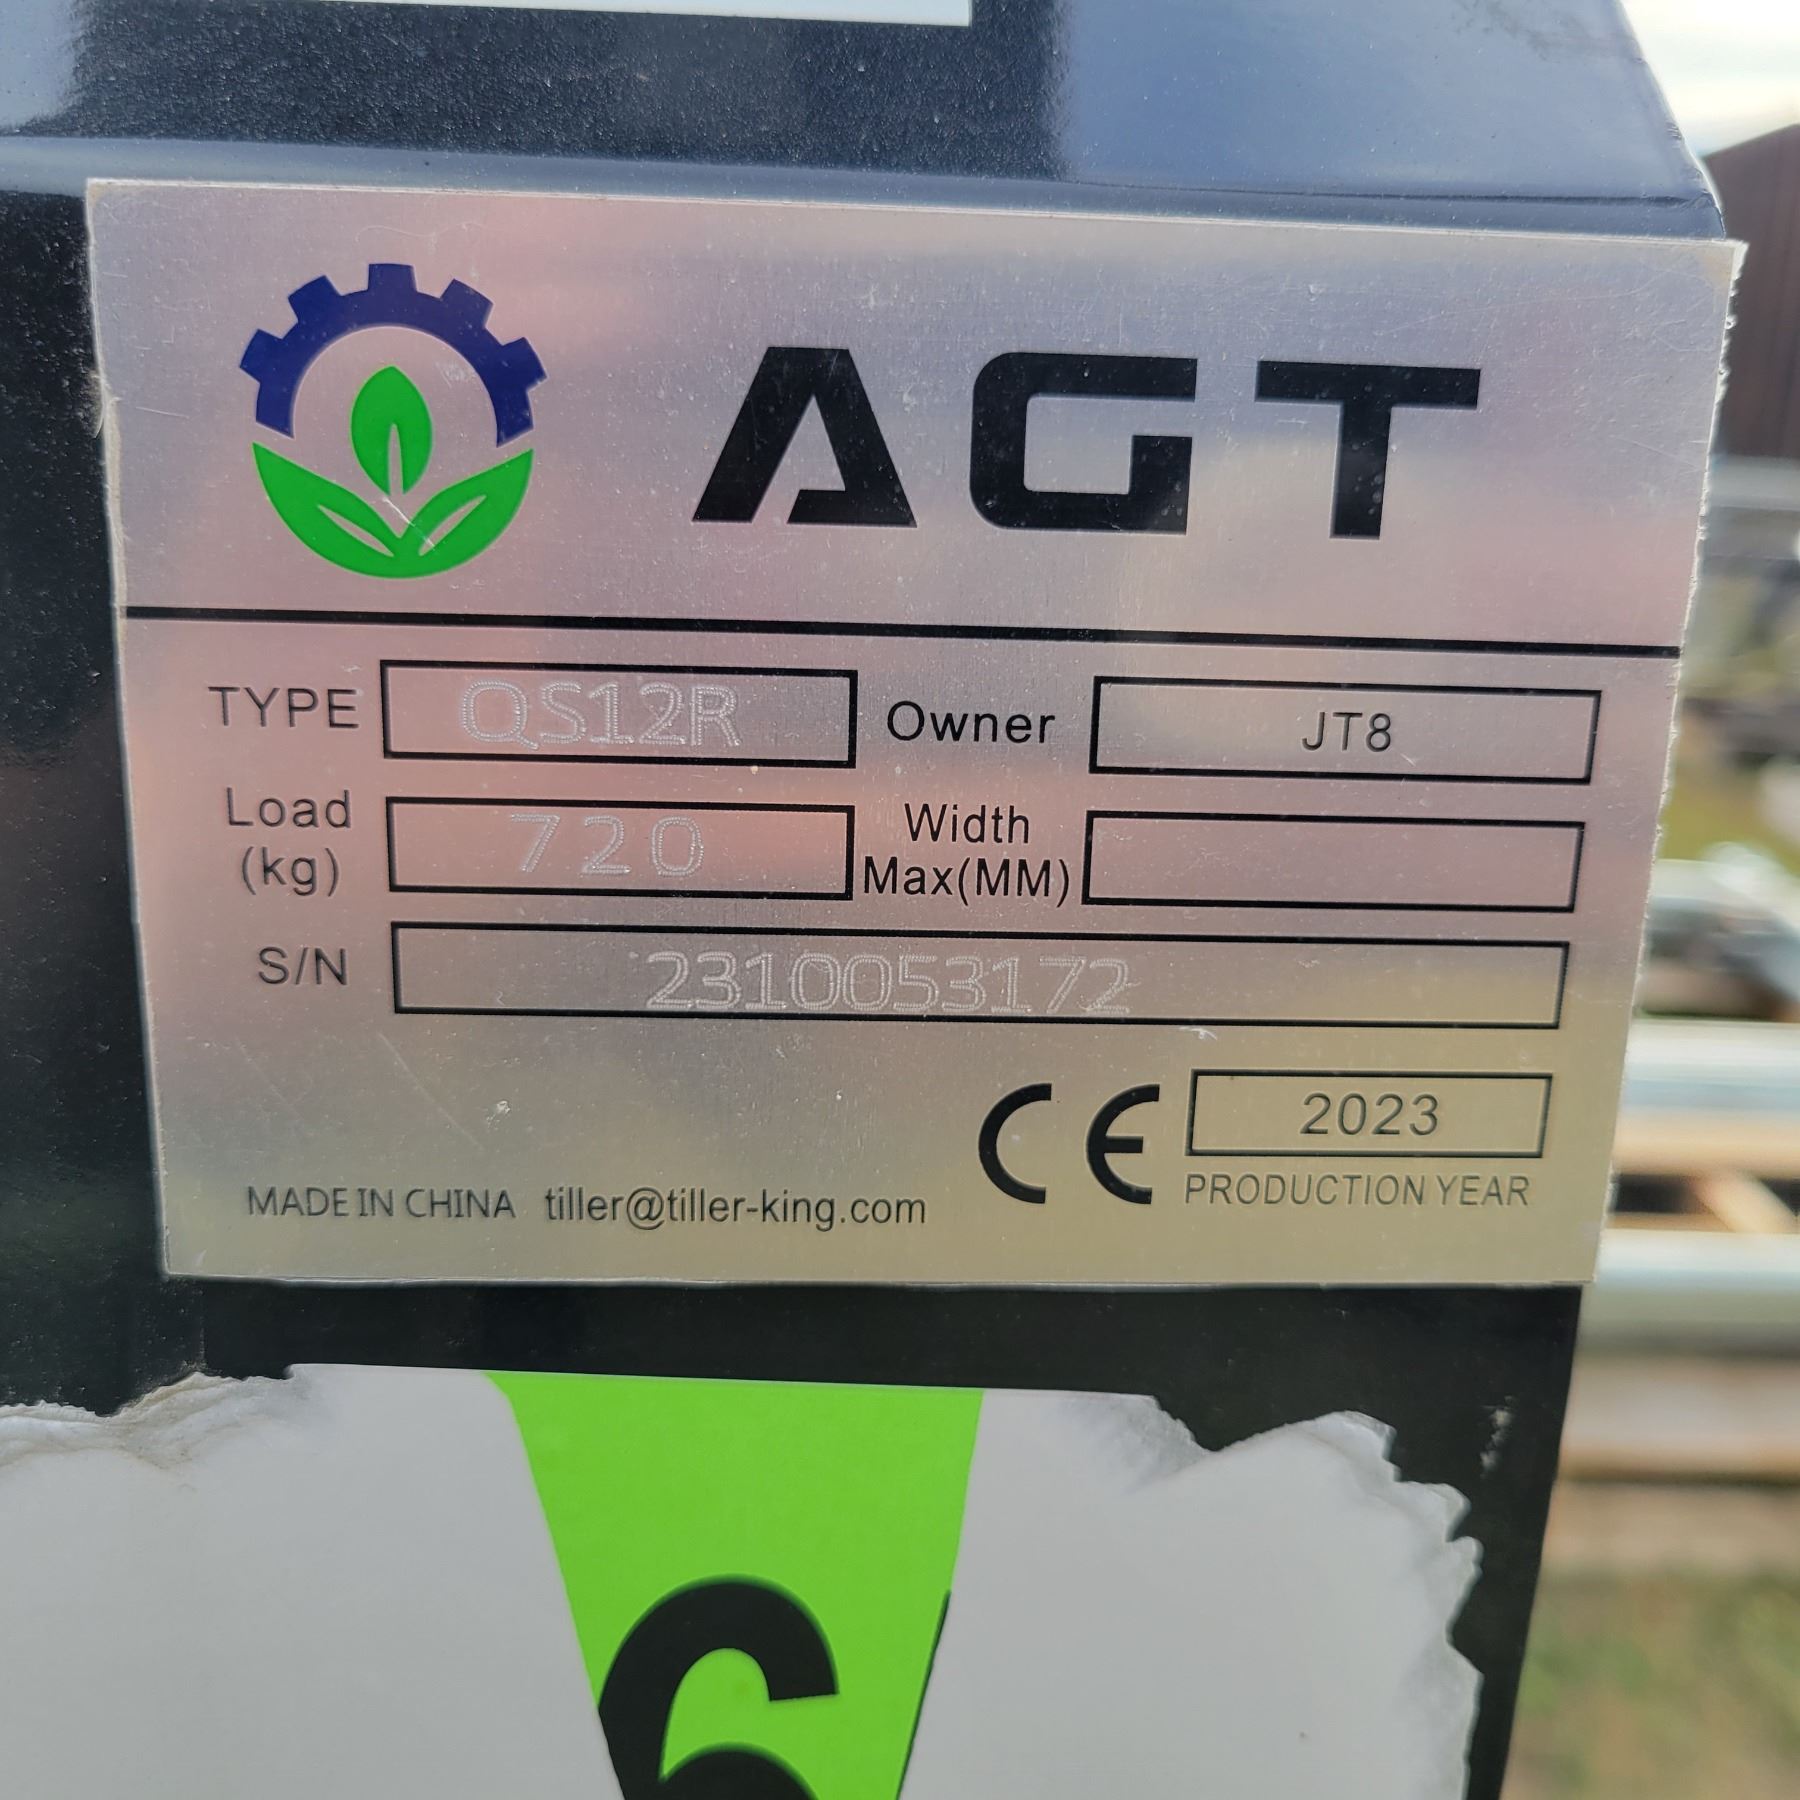 AGT
TYPE QS12R Owner JT8
Load (kg) 720 Width Max(MM)
S/N 2310053172
CE 2023
PRODUCTION YEAR
MADE IN CHINA tiller@tiller-king.com
6